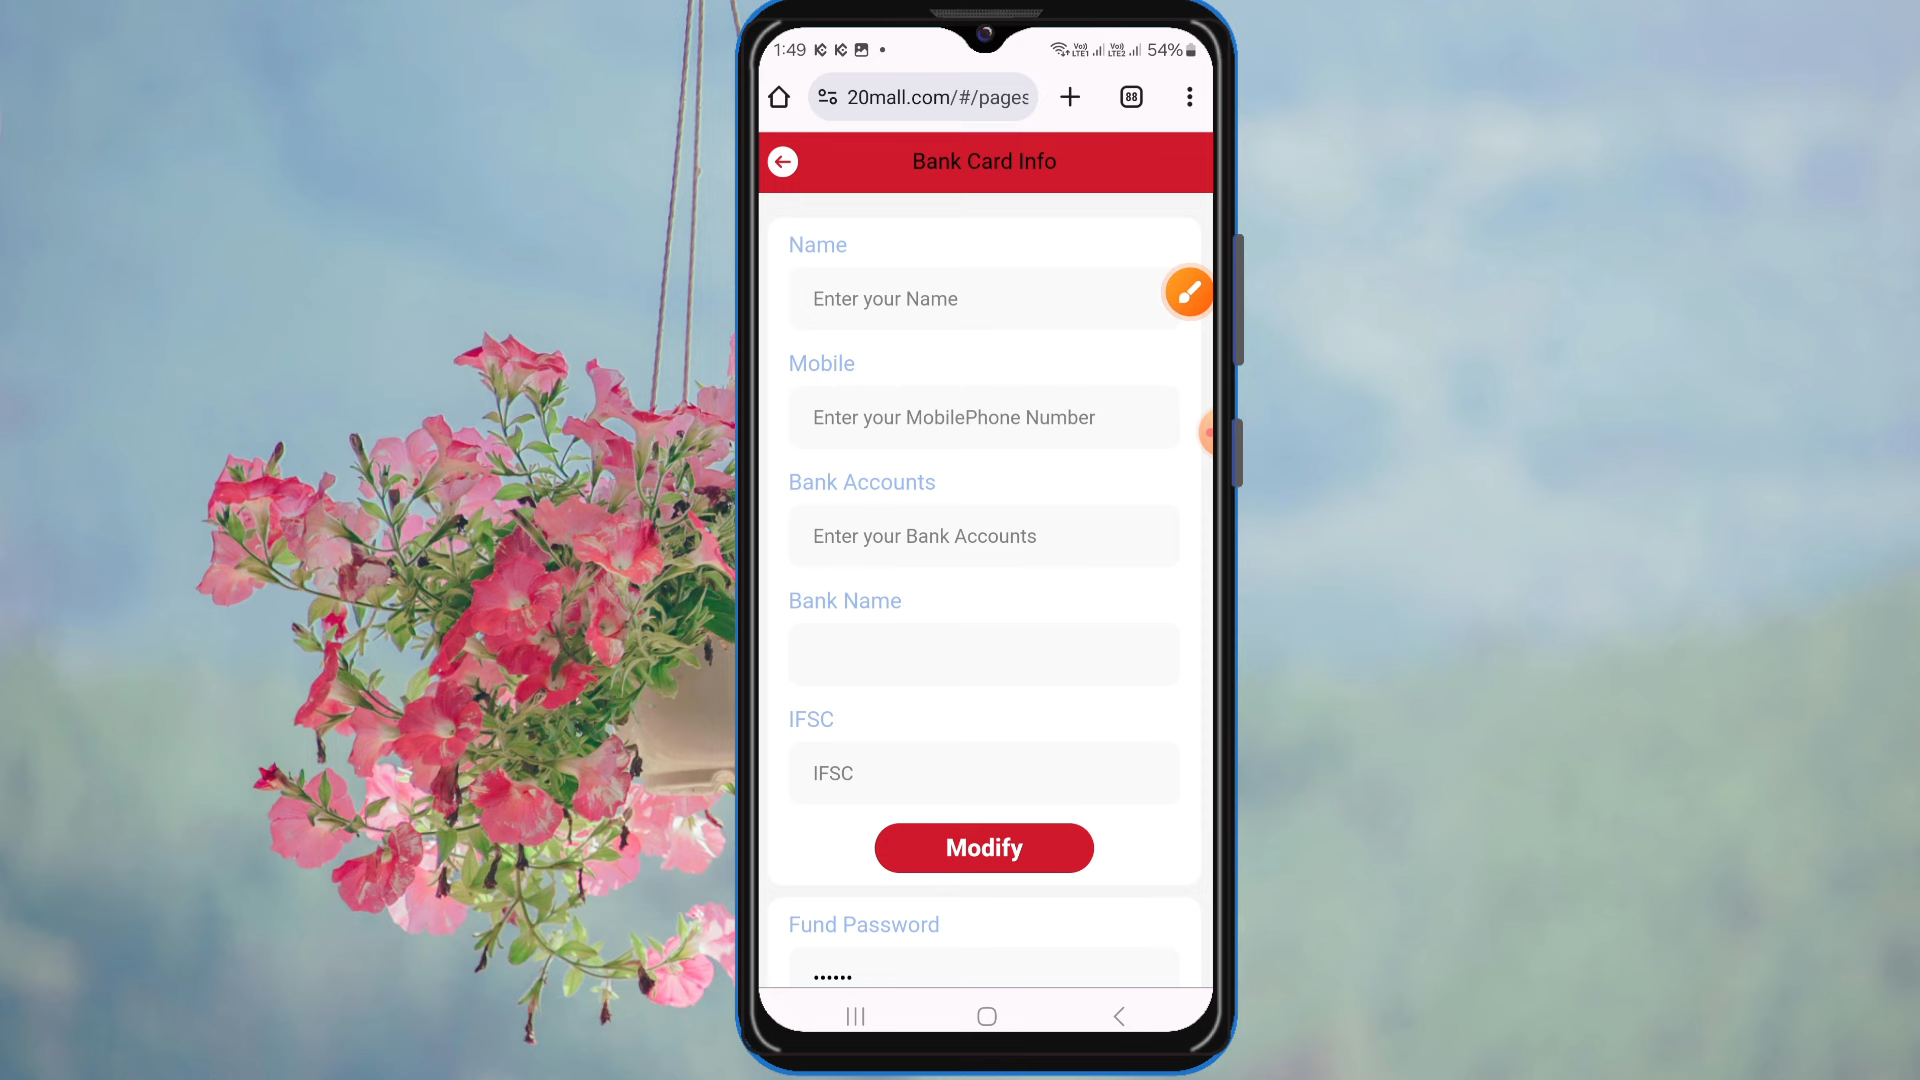 1:49 54%
20mall.com/#/pages 88
Bank Card Info
Name
Enter your Name
Mobile
Enter your MobilePhone Number
Bank Accounts
Enter your Bank Accounts
Bank Name
IFSC
IFSC
Modify
Fund Password